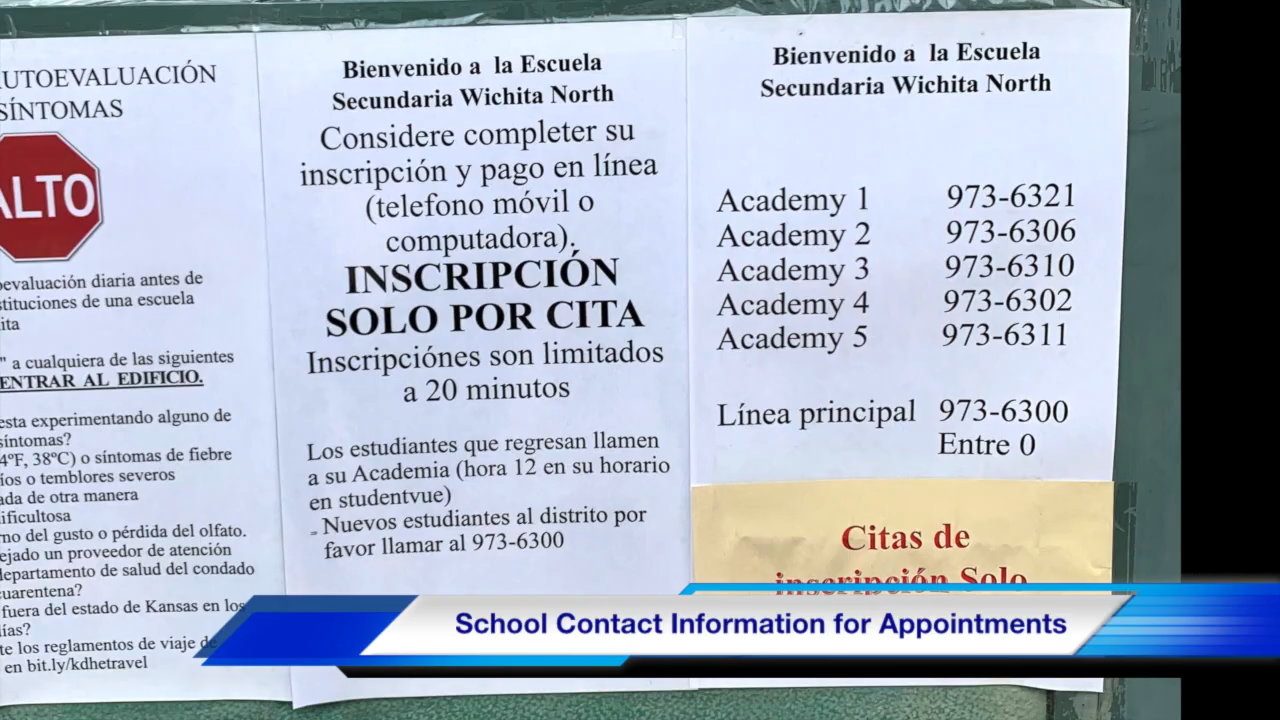 AUTOEVALUACIÓN
SÍNTOMAS
ALTO
evaluación diaria antes de
stituciones de una escuela
ita
" a cualquiera de las siguientes
ENTRAR AL EDIFICIO.
esta experimentando alguno de
síntomas?
4ºF, 38ºC) o síntomas de fiebre
íos o temblores severos
ada de otra manera
ificultosa
rno del gusto o pérdida del olfato.
ejado un proveedor de atención
departamento de salud del condado
cuarentena?
fuera del estado de Kansas en los
ías?
te los reglamentos de viaje de
en bit.ly/kdhetravel
Bienvenido a la Escuela
Secundaria Wichita North
Considere completer su
inscripción y pago en línea
(telefono móvil o
computadora).
INSCRIPCIÓN
SOLO POR CITA
Inscripciónes son limitados
a 20 minutos
Los estudiantes que regresan llamen
a su Academia (hora 12 en su horario
en studentvue)
- Nuevos estudiantes al distrito por
favor llamar al 973-6300
Bienvenido a la Escuela
Secundaria Wichita North
Academy 1 973-6321
Academy 2 973-6306
Academy 3 973-6310
Academy 4 973-6302
Academy 5 973-6311
Línea principal 973-6300
Entre 0
Citas de
inscripción Solo
School Contact Information for Appointments